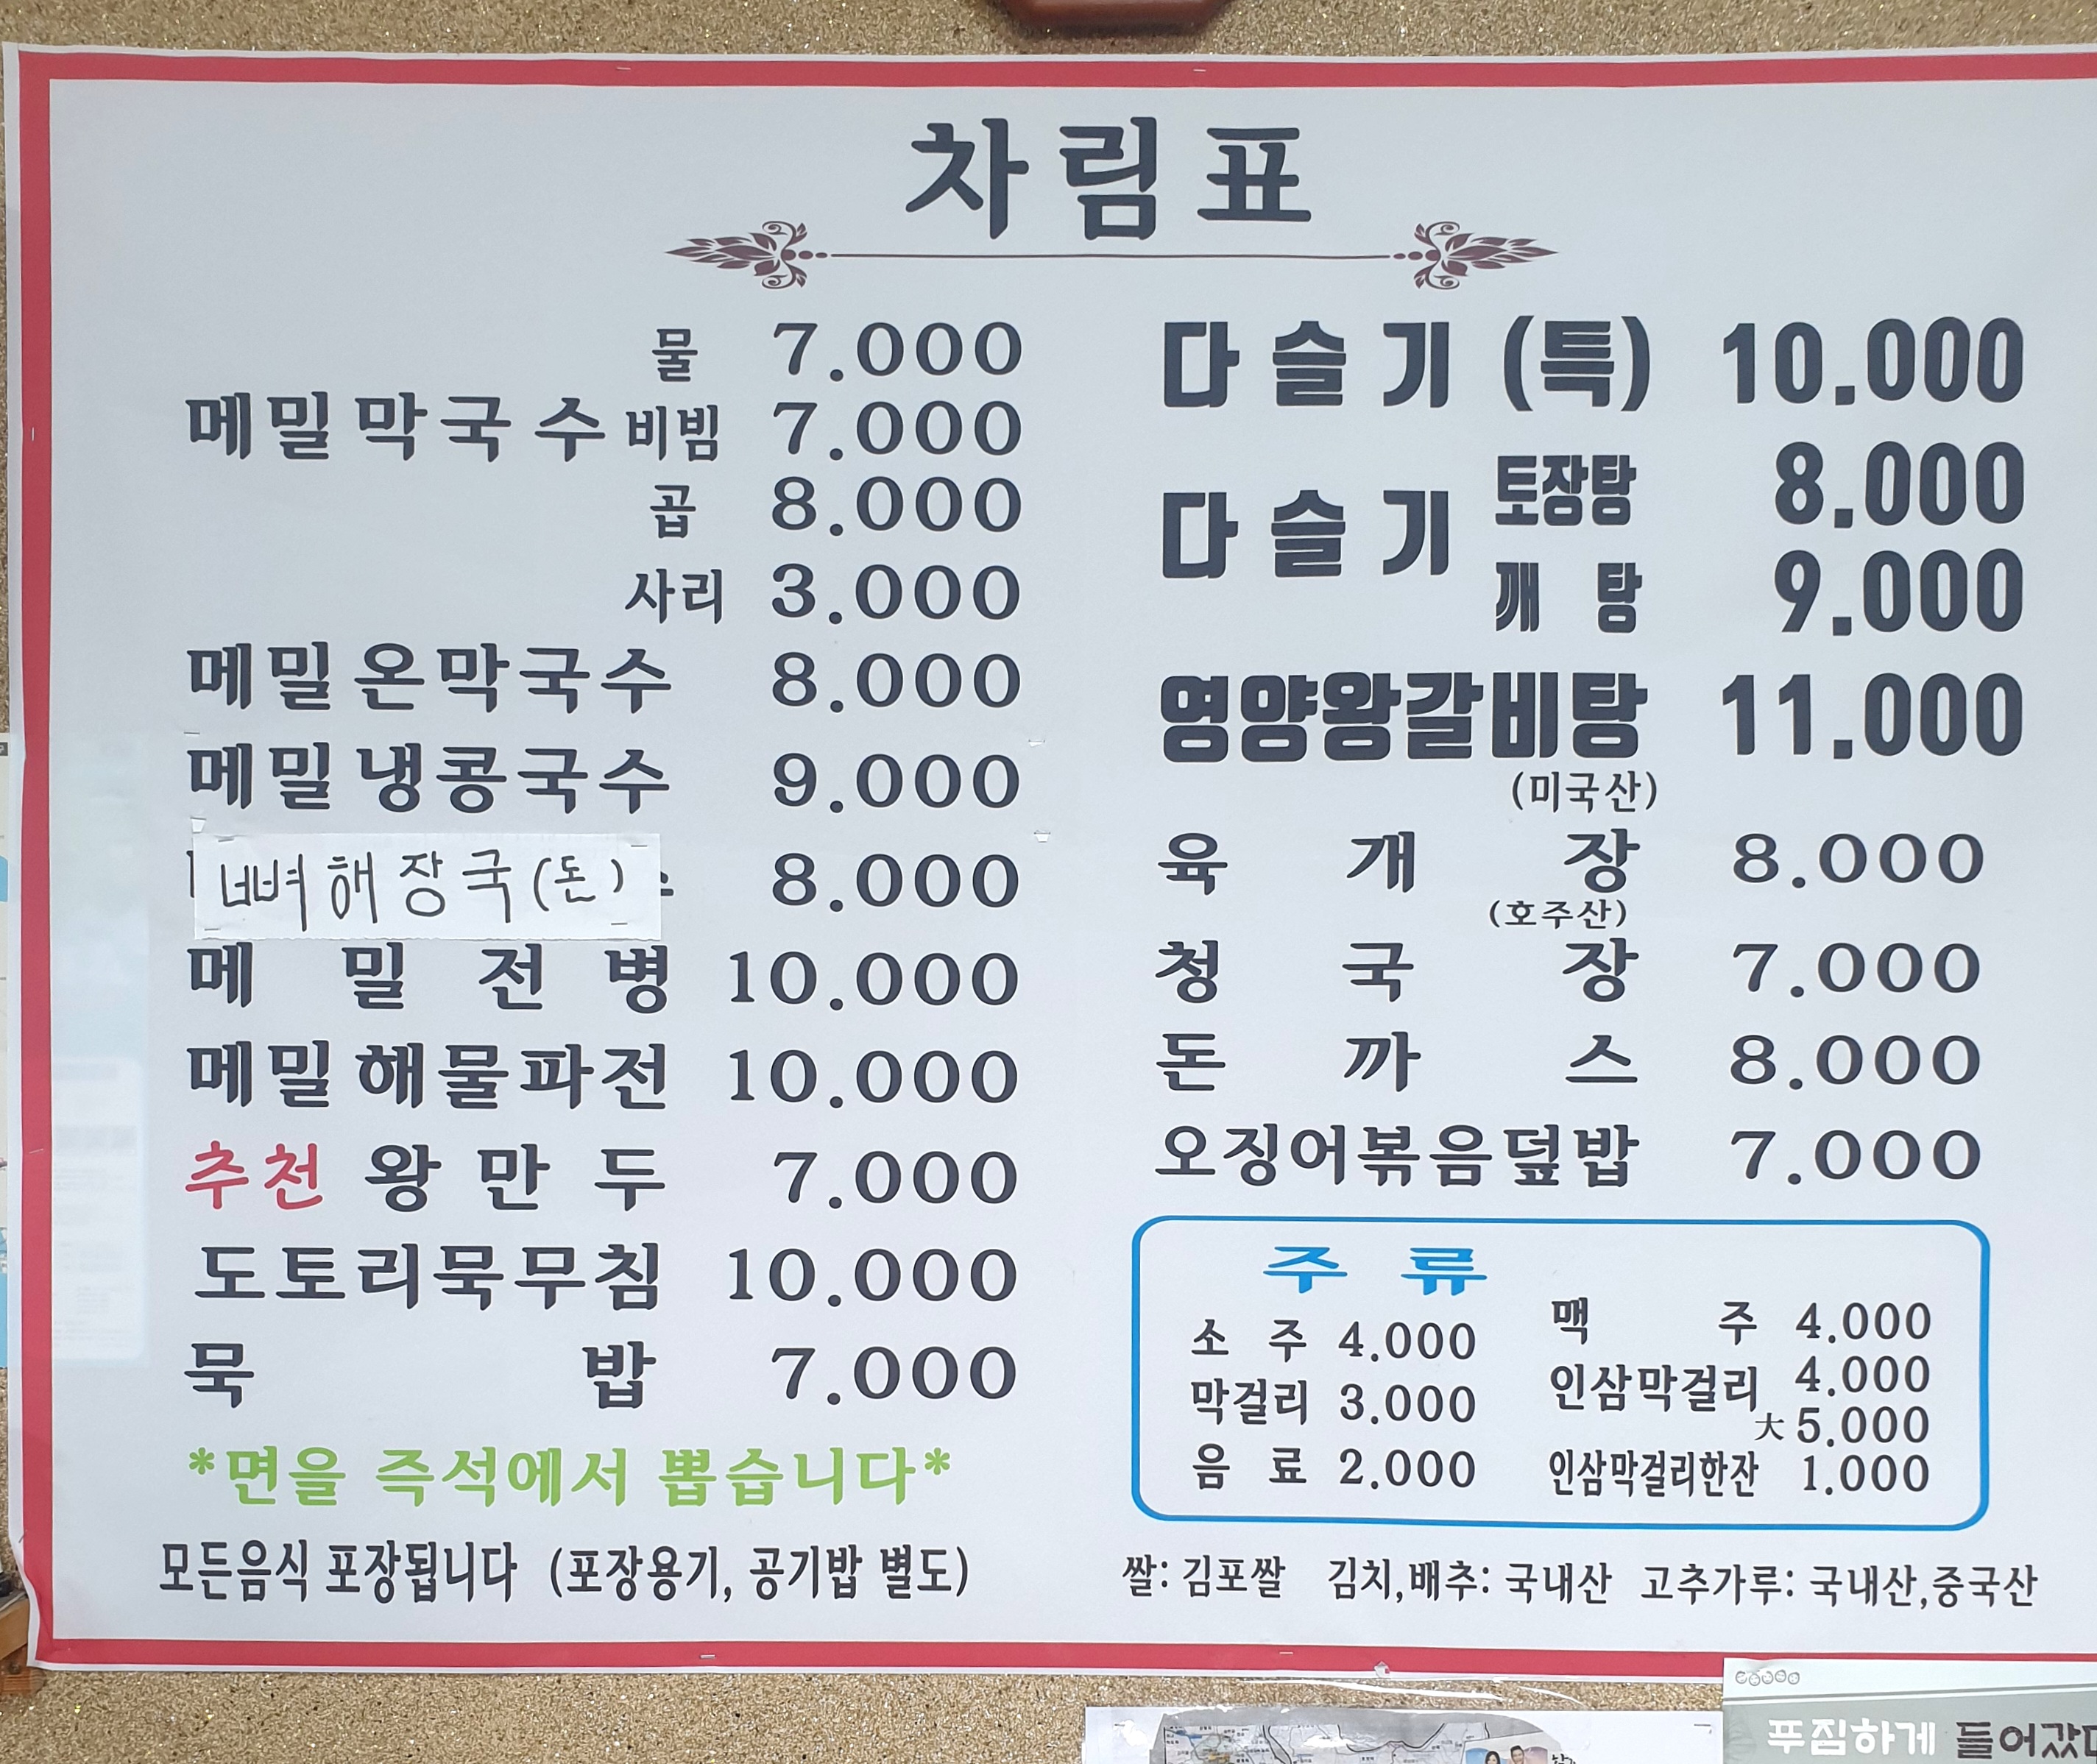 차림표
물 7.000
메밀막국수 비빔 7.000
곱 8.000
사리 3.000
메밀온막국수 8.000
메밀냉콩국수 9.000
뼈해장국(돈) 8.000
메밀전병 10.000
메밀해물파전 10.000
추천 왕만두 7.000
도토리묵무침 10.000
묵밥 7.000
*면을 즉석에서 뽑습니다*
모든음식 포장됩니다 (포장용기, 공기밥 별도)
다슬기 (특) 10.000
다슬기 토장탕 8.000
깨탕 9.000
영양왕갈비탕 11.000
(미국산)
육개장 8.000
(호주산)
청국장 7.000
돈까스 8.000
오징어볶음덮밥 7.000
주류
소주 4.000
막걸리 3.000
음료 2.000
맥주 4.000
인삼막걸리 4.000
大 5.000
인삼막걸리한잔 1.000
쌀: 김포쌀 김치,배추: 국내산 고추가루: 국내산,중국산
푸짐하게